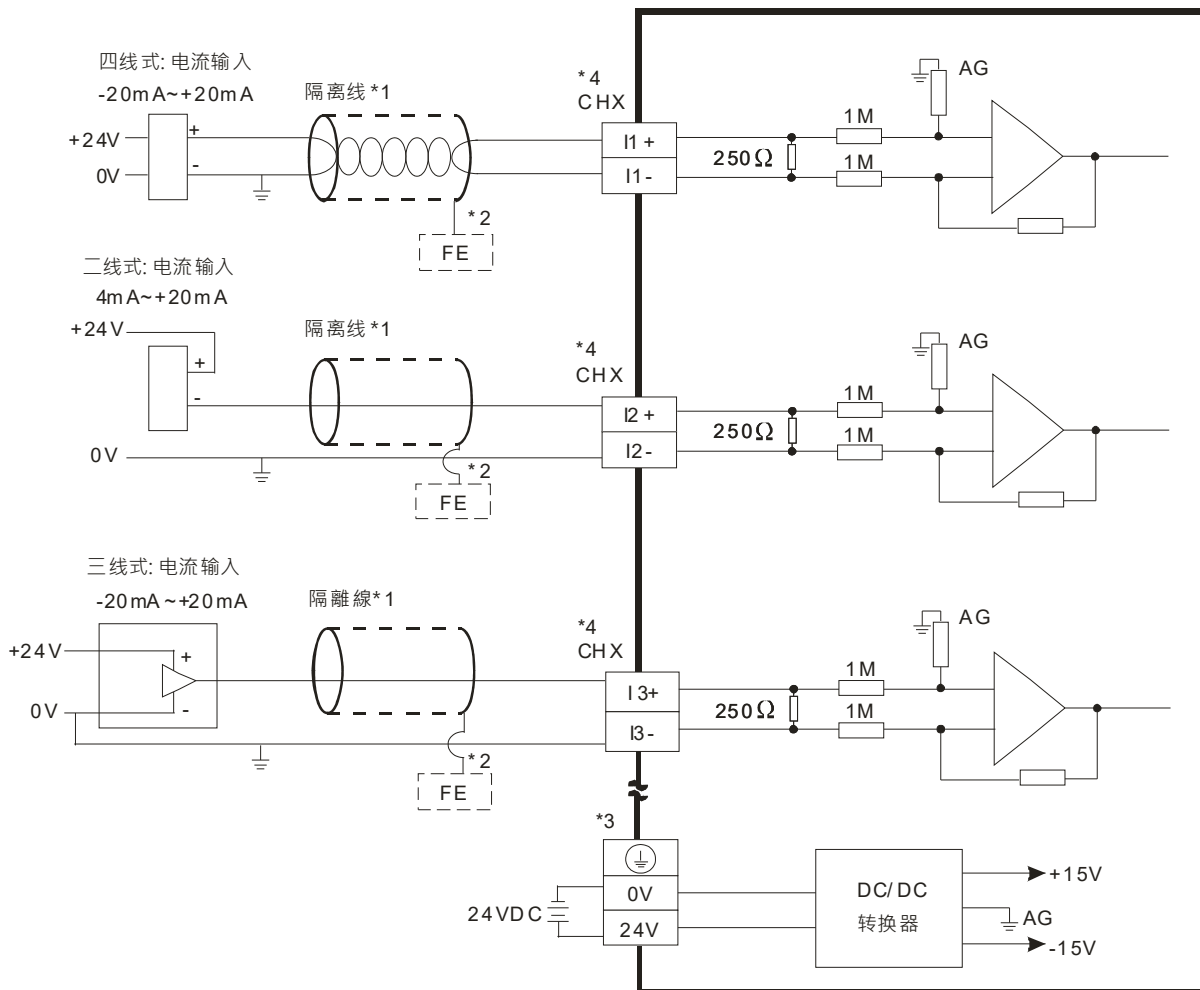 四线式: 电流输入
-20mA~+20mA
隔离线*1
+24V
+
-
0V
*2
FE
*4
CHX
I1+
I1-
250Ω
1M
1M
AG
二线式: 电流输入
4mA~+20mA
+24V
隔离线*1
+
-
0V
*2
FE
*4
CHX
I2+
I2-
250Ω
1M
1M
AG
三线式: 电流输入
-20mA~+20mA
隔離線*1
+24V
+
-
0V
*2
FE
*4
CHX
I3+
I3-
250Ω
1M
1M
AG
*3
24VDC
0V
24V
DC/DC
转换器
+15V
AG
-15V